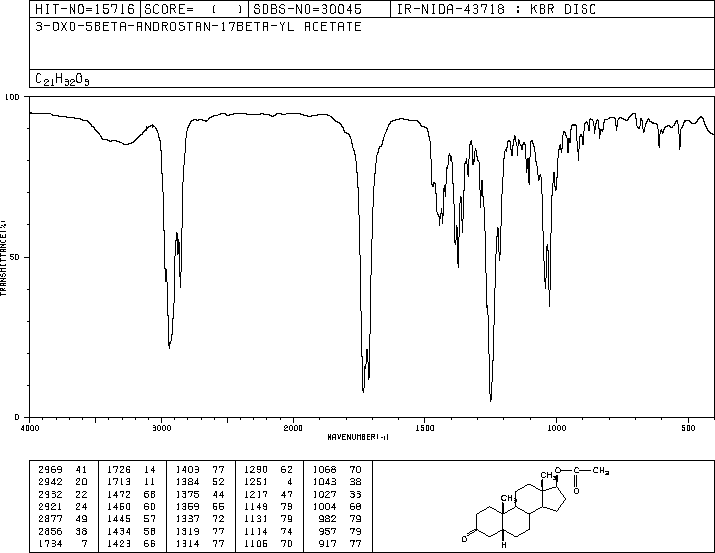 HIT-NO=15716 SCORE= ( ) SDBS-NO=30045 IR-NIDA-43718 : KBR DISC
3-OXO-5BETA-ANDROSTAN-17BETA-YL ACETATE
C21H32O3
100
50
0
TRANSMITTANCE(%)
4000 3000 2000 1500 1000 500
WAVENUMBER(-1)
2969 41 1726 14 1403 77 1290 62 1068 70
2942 20 1713 11 1384 52 1251 4 1043 38
2932 22 1472 68 1375 44 1217 47 1027 33
2921 24 1460 60 1359 55 1149 79 1004 68
2877 49 1445 57 1337 72 1131 79 982 79
2856 38 1434 58 1319 77 1114 74 957 79
1734 7 1423 66 1314 77 1106 70 917 77
O C CH3
CH3 O
CH3
O
H